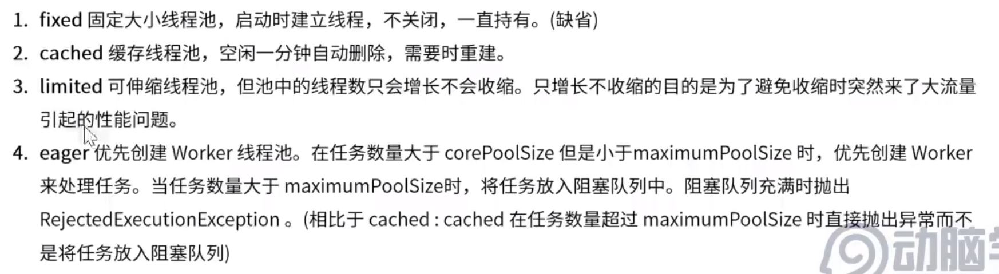 1. fixed 固定大小线程池，启动时建立线程，不关闭，一直持有。(缺省)
2. cached 缓存线程池，空闲一分钟自动删除，需要时重建。
3. limited 可伸缩线程池，但池中的线程数只会增长不会收缩。只增长不收缩的目的是为了避免收缩时突然来了大流量
引起的性能问题。
4. eager 优先创建 Worker 线程池。在任务数量大于 corePoolSize 但是小于maximumPoolSize 时，优先创建 Worker
来处理任务。当任务数量大于 maximumPoolSize时，将任务放入阻塞队列中。阻塞队列充满时抛出
RejectedExecutionException 。(相比于 cached : cached 在任务数量超过 maximumPoolSize 时直接抛出异常而不
是将任务放入阻塞队列)
动脑学